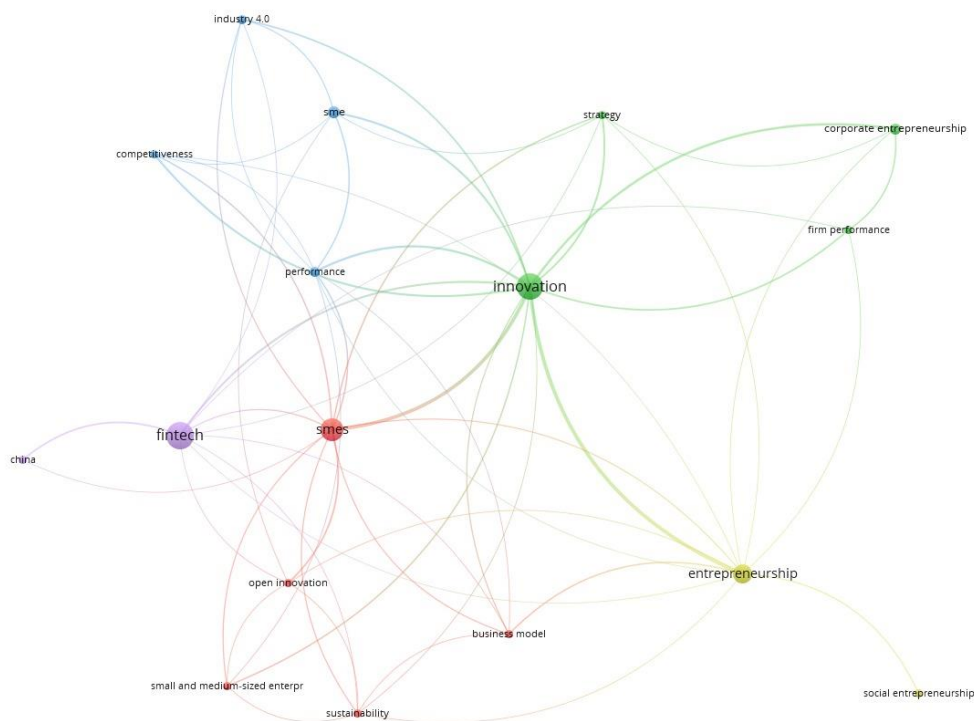 industry 4.0
sme
strategy
corporate entrepreneurship
competitiveness
firm performance
performance
innovation
smes
fintech
china
entrepreneurship
open innovation
business model
small and medium-sized enterpr
social entrepreneurship
sustainability